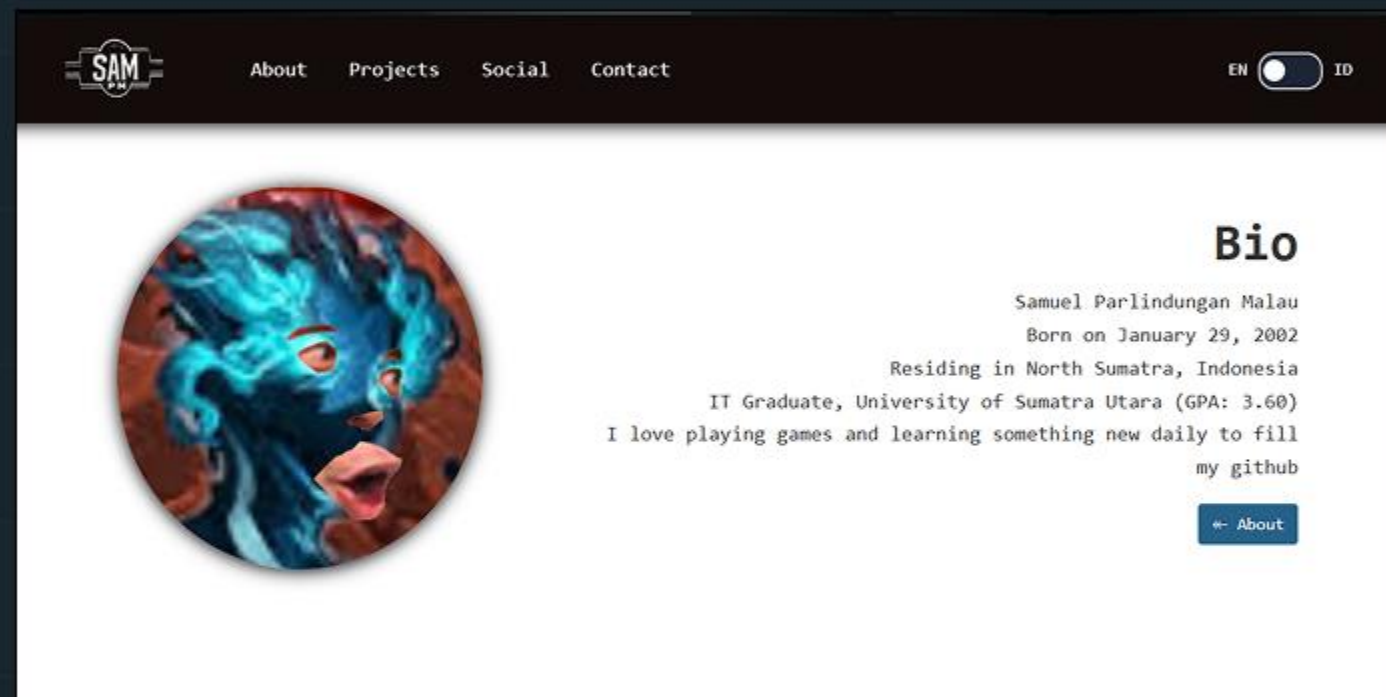 SAM
PM
About Projects Social Contact
EN ID
Bio
Samuel Parlindungan Malau
Born on January 29, 2002
Residing in North Sumatra, Indonesia
IT Graduate, University of Sumatra Utara (GPA: 3.60)
I love playing games and learning something new daily to fill
my github
↞ About